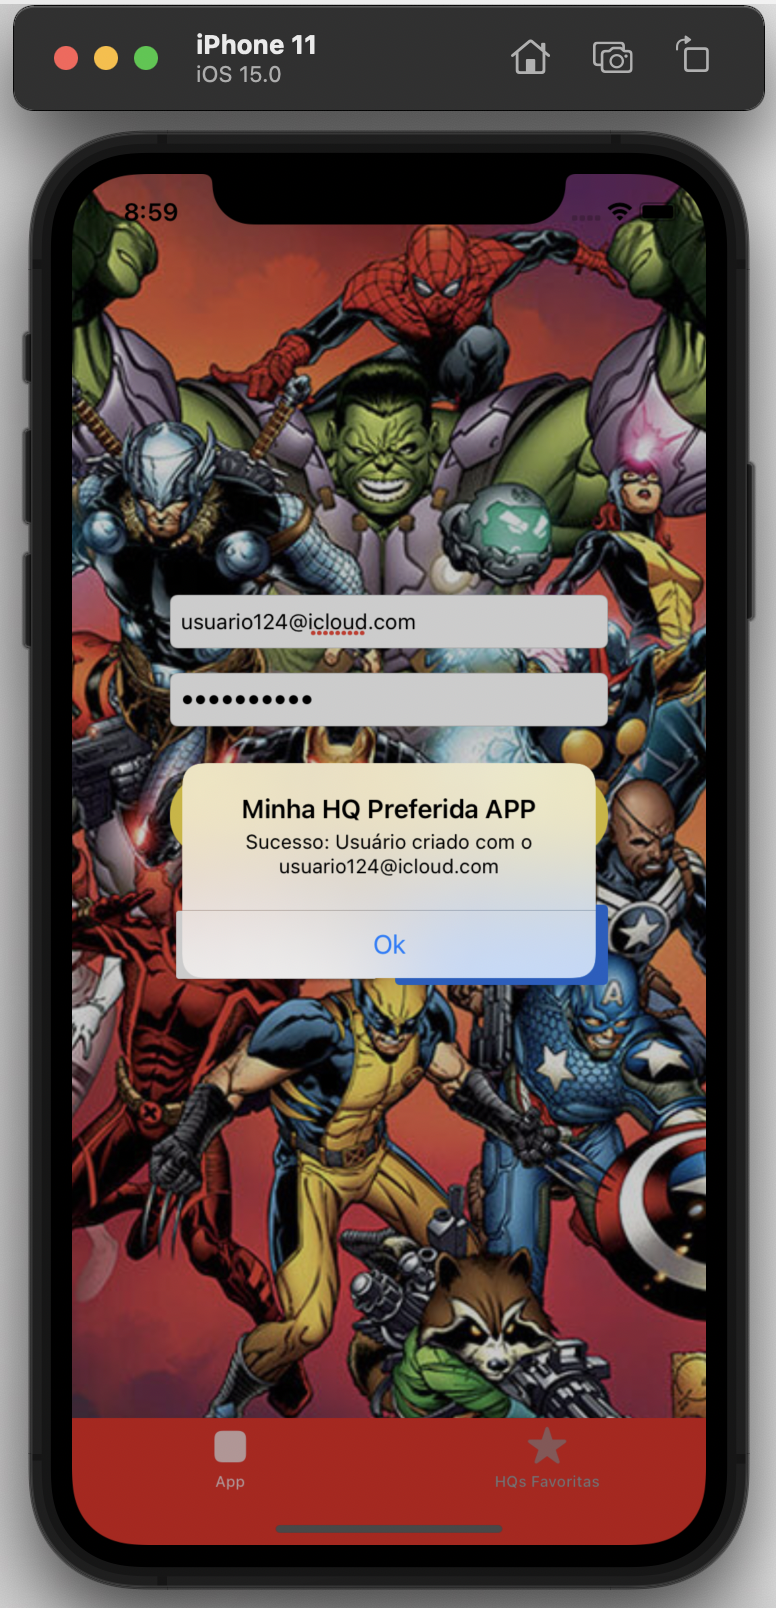 iPhone 11
iOS 15.0
8:59
usuario124@icloud.com
••••••••••
Minha HQ Preferida APP
Sucesso: Usuário criado com o
usuario124@icloud.com
Ok
A
App
HQs Favoritas